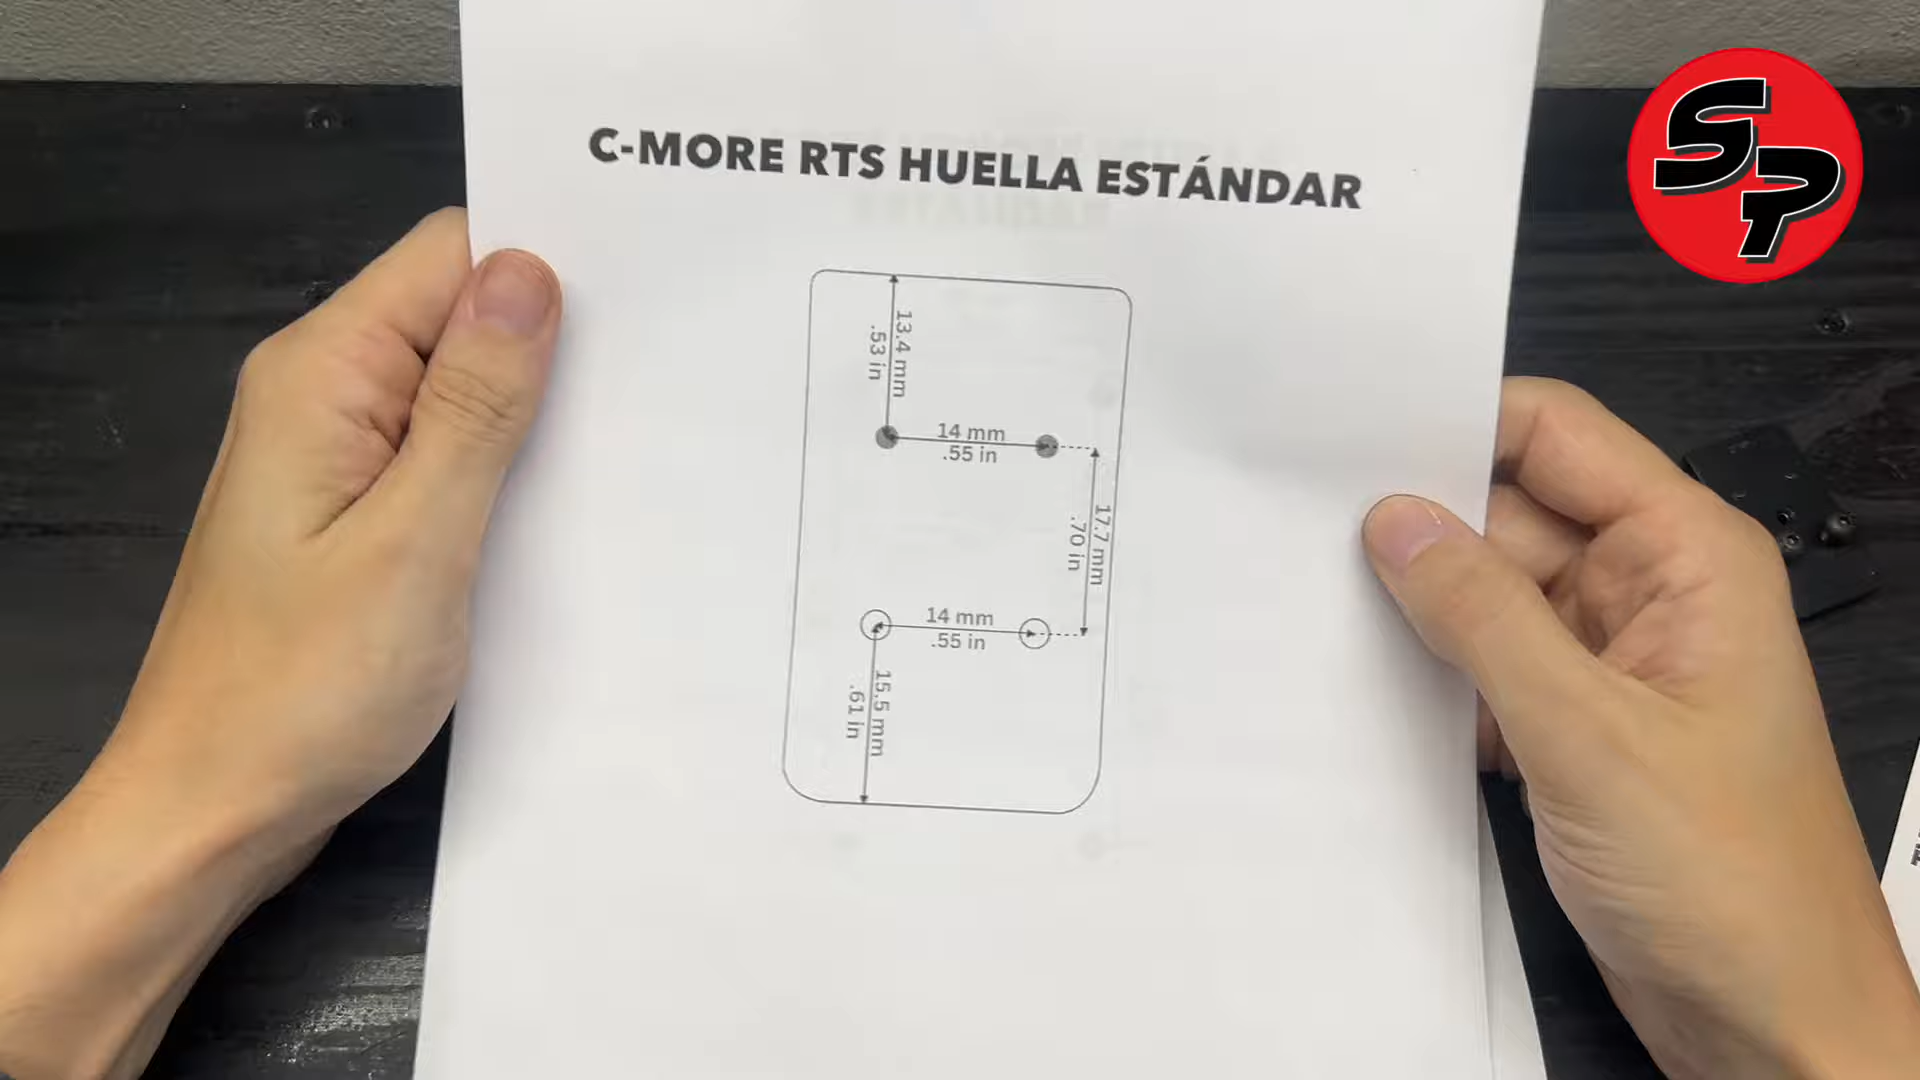 SP
C-MORE RTS HUELLA ESTÁNDAR
13.4 mm
.53 in
14 mm
.55 in
17.7 mm
.70 in
14 mm
.55 in
15.5 mm
.61 in